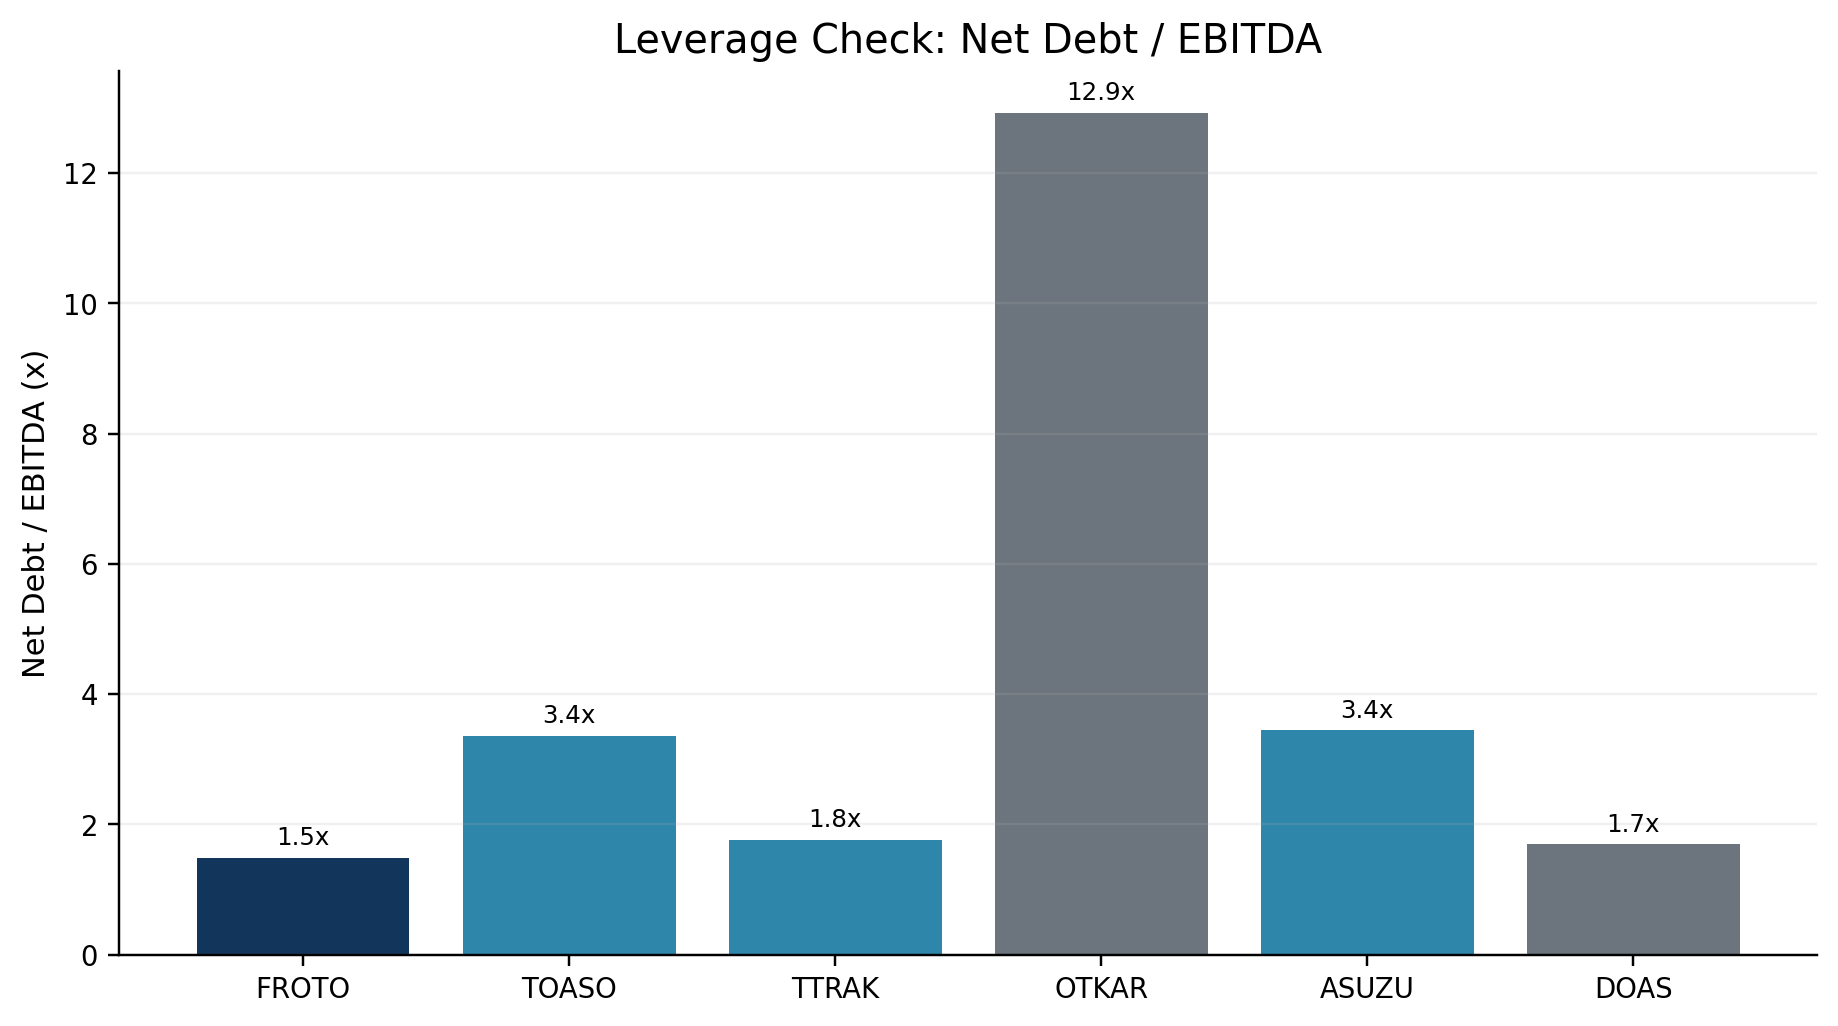 Leverage Check: Net Debt / EBITDA
Net Debt / EBITDA (x)
12
10
8
6
4
2
0
1.5x
3.4x
1.8x
12.9x
3.4x
1.7x
FROTO
TOASO
TTRAK
OTKAR
ASUZU
DOAS